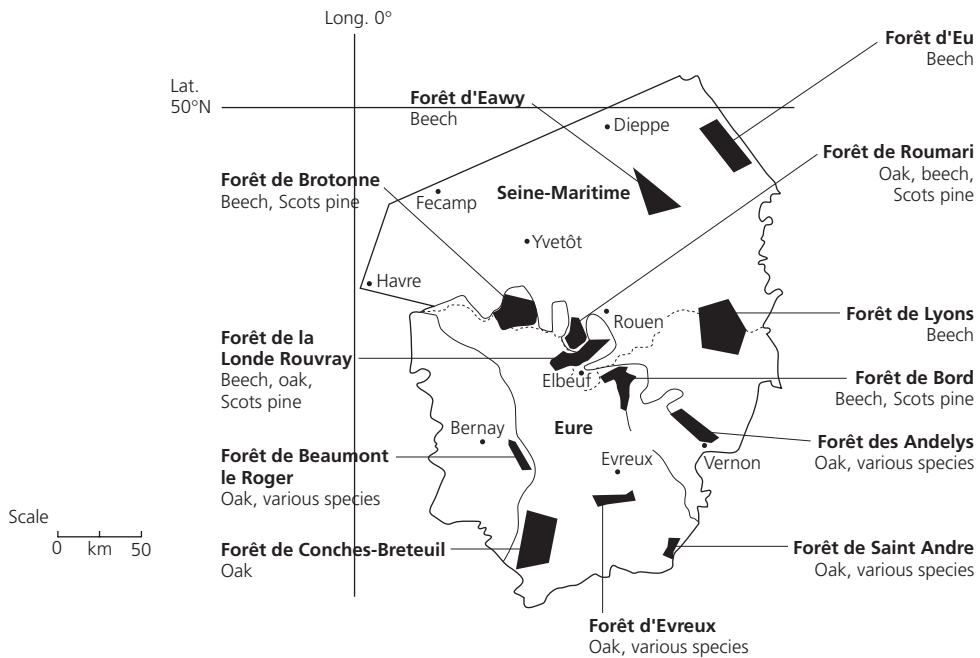 Long. 0°
Forêt d'Eu
Beech
Lat.
50°N
Forêt d'Eawy
Beech
Dieppe
Forêt de Roumari
Oak, beech,
Scots pine
Forêt de Brotonne
Beech, Scots pine
Fecamp
Seine-Maritime
Yvetôt
Havre
Rouen
Forêt de Lyons
Beech
Forêt de la
Londe Rouvray
Beech, oak,
Scots pine
Elbeuf
Forêt de Bord
Beech, Scots pine
Bernay
Eure
Forêt des Andelys
Oak, various species
Evreux
Vernon
Forêt de Beaumont
le Roger
Oak, various species
Scale
0 km 50
Forêt de Conches-Breteuil
Oak
Forêt de Saint Andre
Oak, various species
Forêt d'Evreux
Oak, various species